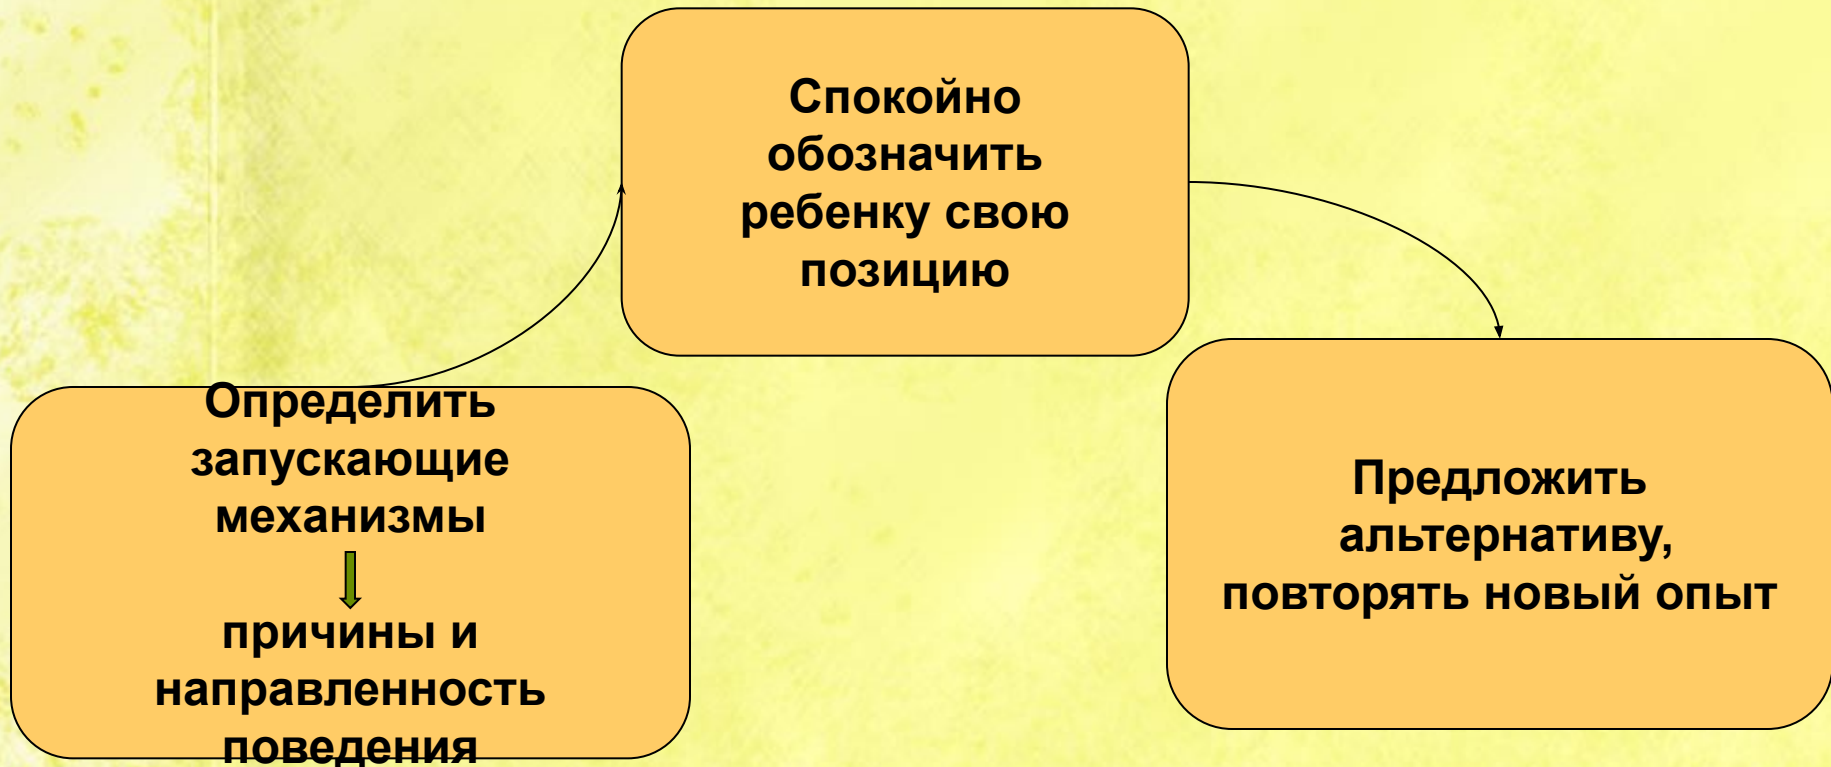 Спокойно
обозначить
ребенку свою
позицию
Определить
запускающие
механизмы
причины и
направленность
поведения
Предложить
альтернативу,
повторять новый опыт